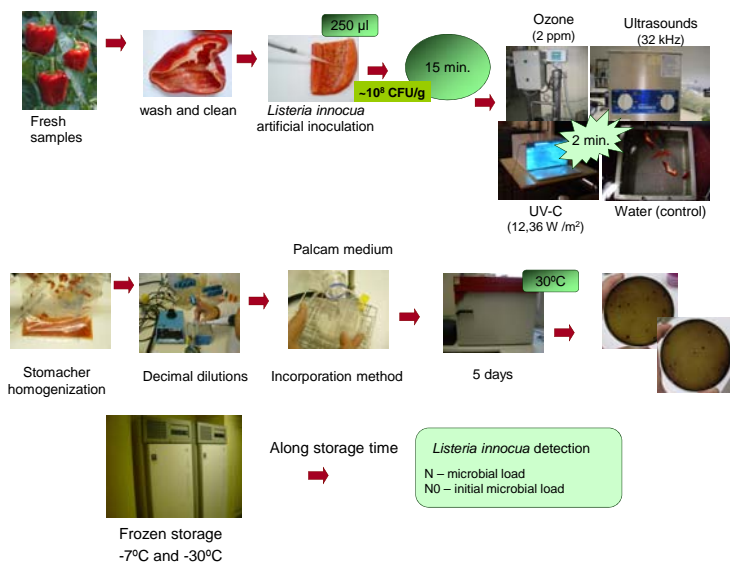 Fresh
samples
wash and clean
250 µl
~10⁸ CFU/g
Listeria innocua
artificial inoculation
15 min.
Ozone
(2 ppm)
Ultrasounds
(32 kHz)
2 min.
UV-C
(12,36 W /m²)
Water (control)
Stomacher
homogenization
Decimal dilutions
Palcam medium
Incorporation method
30ºC
5 days
Frozen storage
-7ºC and -30ºC
Along storage time
Listeria innocua detection
N – microbial load
N0 – initial microbial load